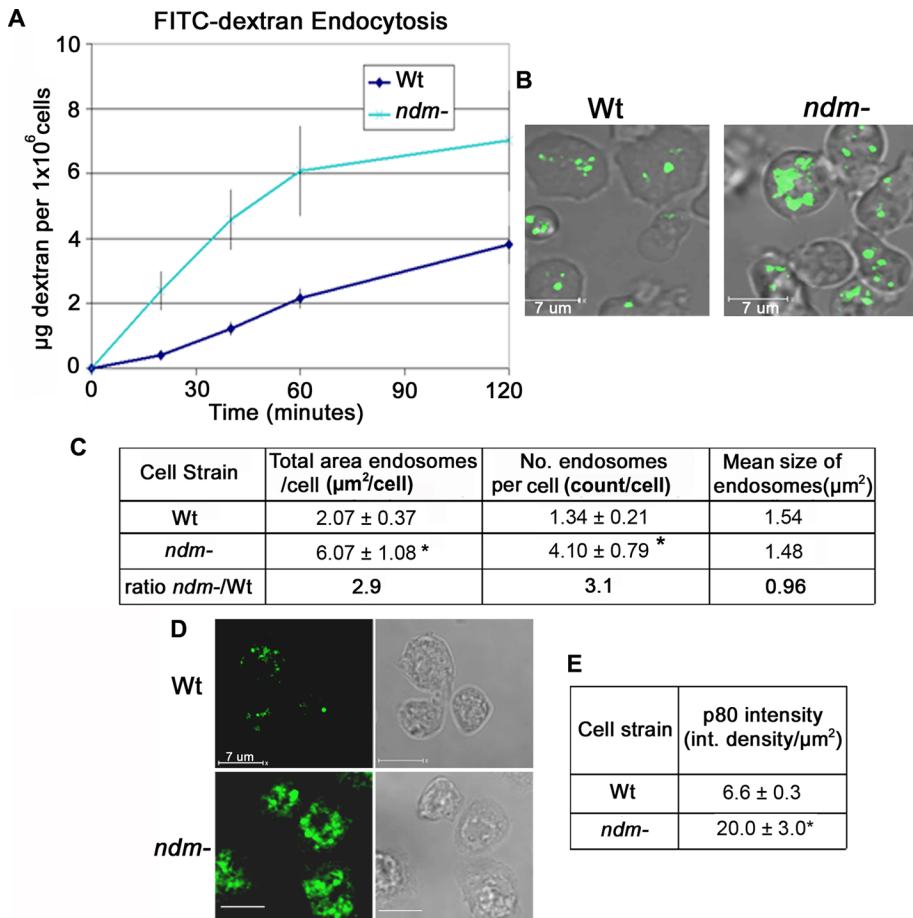 A
FITC-dextran Endocytosis
10
8
6
4
2
0
µg dextran per 1x10⁶cells
Wt
ndm-
0
30
60
90
120
Time (minutes)
B
Wt
ndm-
7 um
7 um
C
Cell Strain
Total area endosomes
/cell (µm²/cell)
No. endosomes
per cell (count/cell)
Mean size of
endosomes(µm²)
Wt
2.07 ± 0.37
1.34 ± 0.21
1.54
ndm-
6.07 ± 1.08 *
4.10 ± 0.79 *
1.48
ratio ndm-/Wt
2.9
3.1
0.96
D
Wt
7 um
ndm-
E
Cell strain
p80 intensity
(int. density/µm²)
Wt
6.6 ± 0.3
ndm-
20.0 ± 3.0*